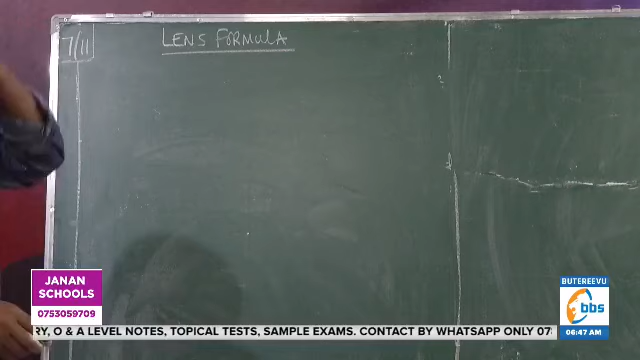 7/11
LENS FORMULA
JANAN
SCHOOLS
0753059709
BUTEREEVU
bbs
06:47 AM
RY, O & A LEVEL NOTES, TOPICAL TESTS, SAMPLE EXAMS. CONTACT BY WHATSAPP ONLY 075